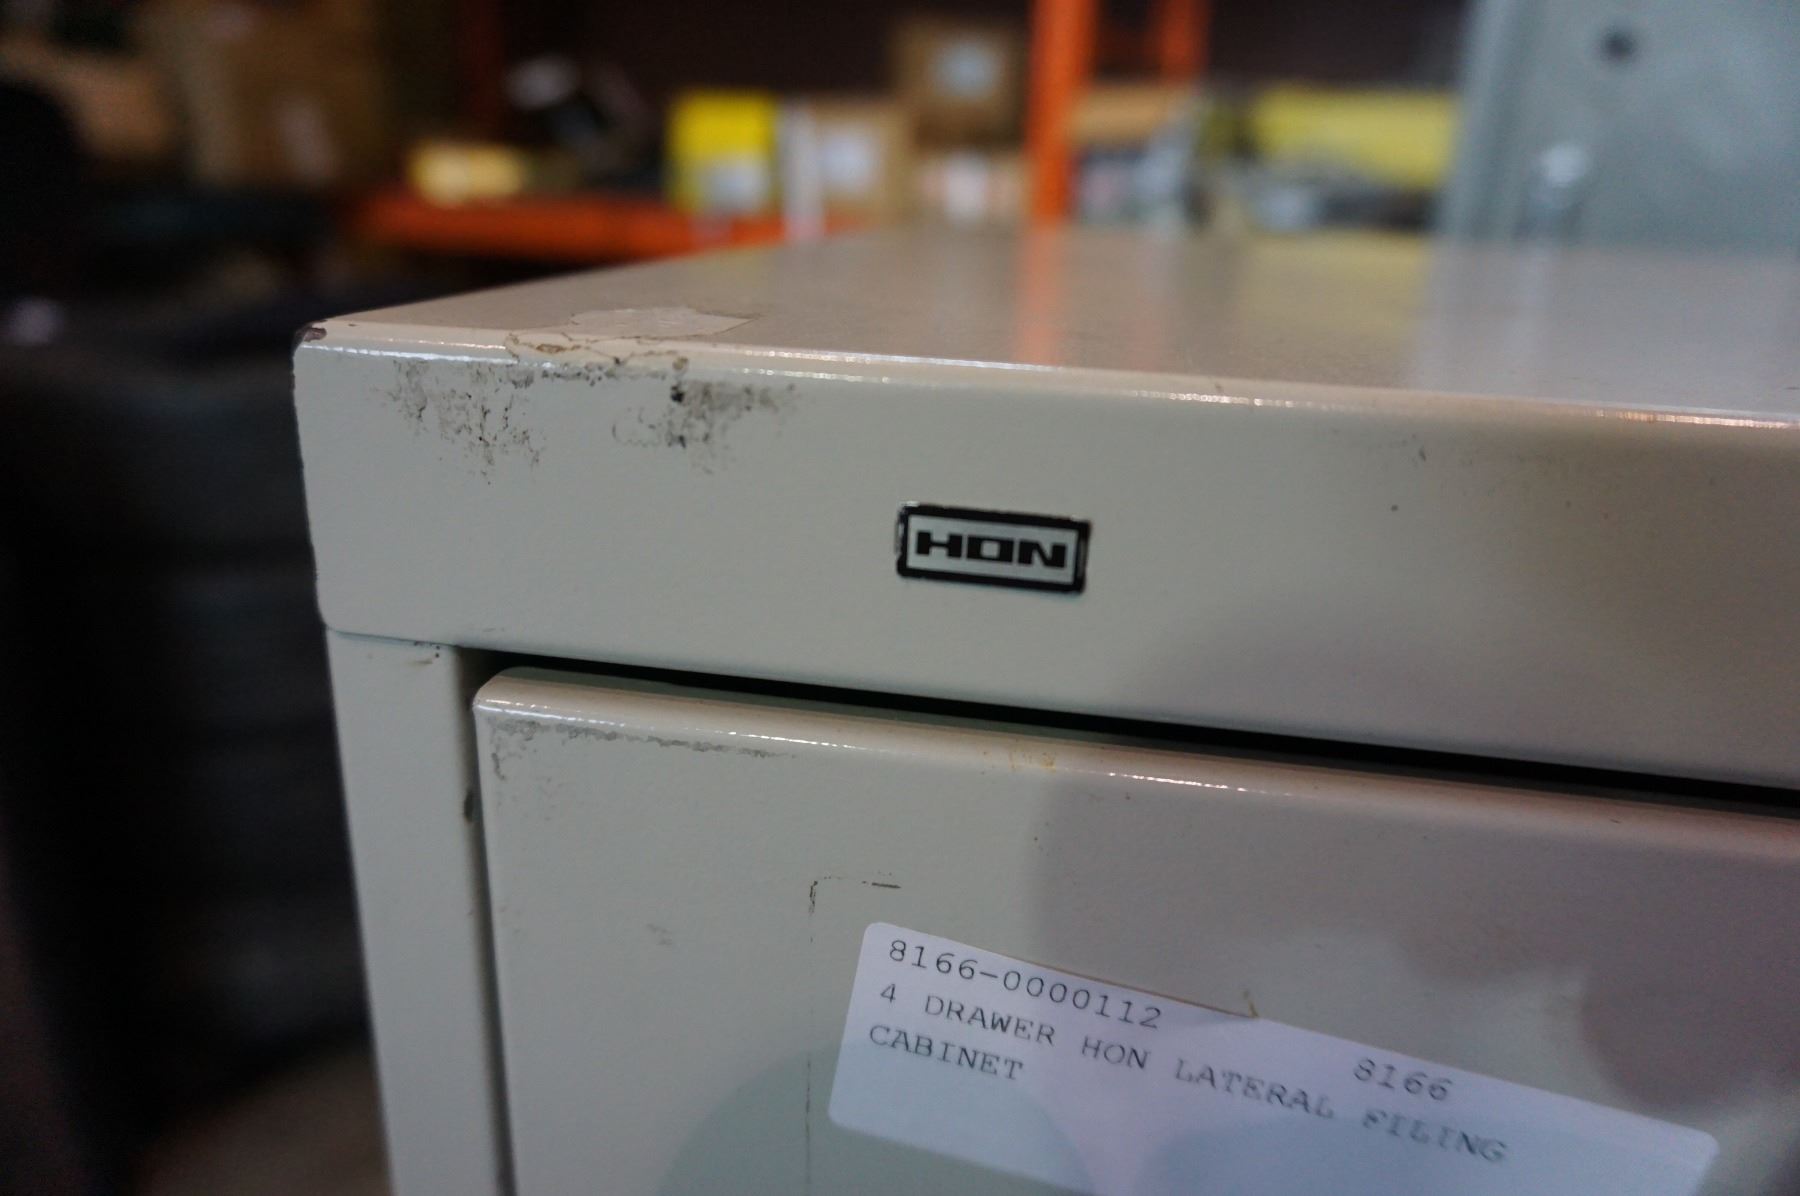 HON
8166-0000112 8166
4 DRAWER HON LATERAL FILING
CABINET